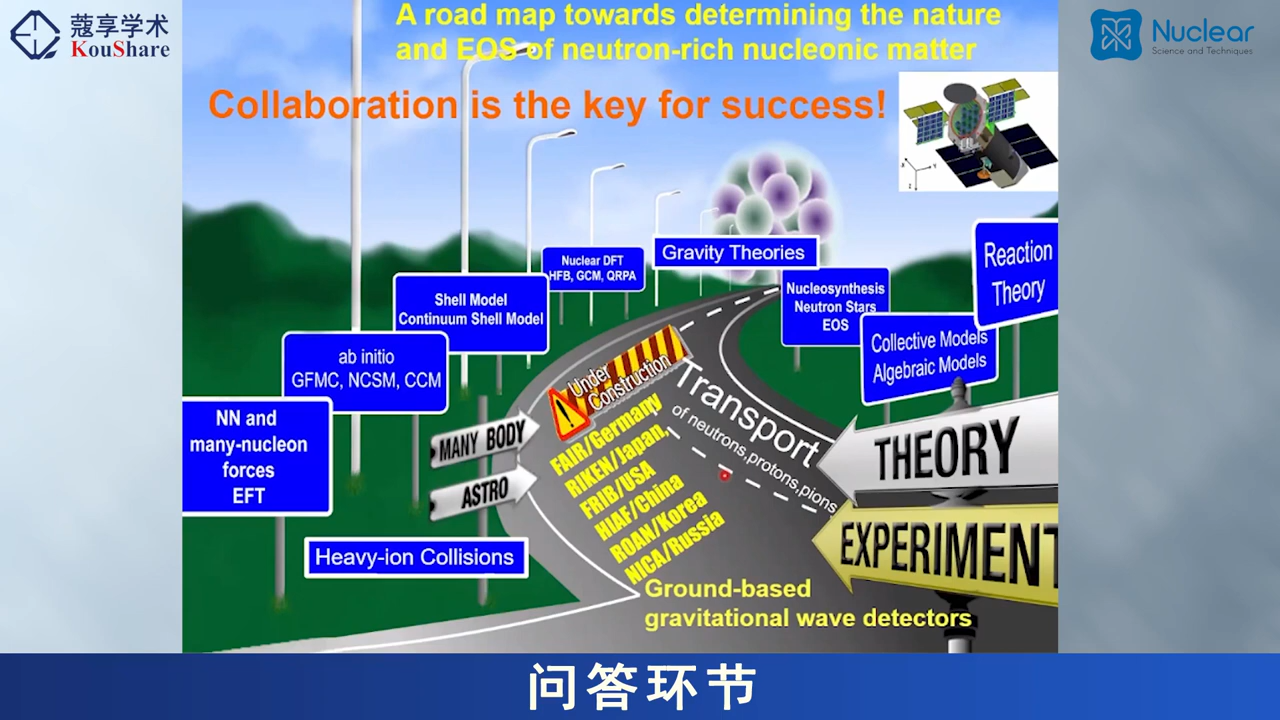 蔻享学术
KouShare
Nuclear
Science and Techniques
A road map towards determining the nature
and EOS of neutron-rich nucleonic matter
Collaboration is the key for success!
Gravity Theories
Nuclear DFT
HFB, GCM, QRPA
Shell Model
Continuum Shell Model
ab initio
GFMC, NCSM, CCM
NN and
many-nucleon
forces
EFT
Reaction
Theory
Nucleosynthesis
Neutron Stars
EOS
Collective Models
Algebraic Models
Under
Construction
Transport
of neutrons,protons,pions
MANY BODY
ASTRO
THEORY
EXPERIMENT
FAIR/Germany
RIKEN/Japan,
FRIB/USA
HIAF/China
ROAN/Korea
NICA/Russia
Heavy-ion Collisions
Ground-based
gravitational wave detectors
问答环节